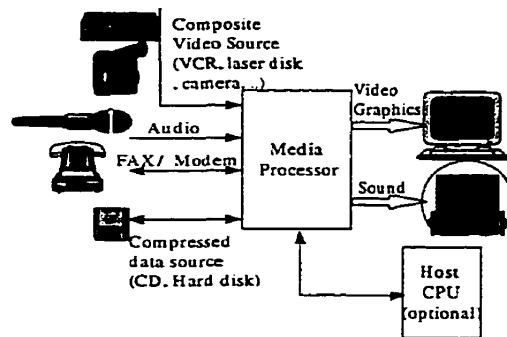 Composite
Video Source
(VCR. laser disk
. camera...)
Video
Graphics
Audio
Media
Processor
FAX/ Modem
Sound
Compressed
data source
(CD. Hard disk)
Host
CPU
(optional)